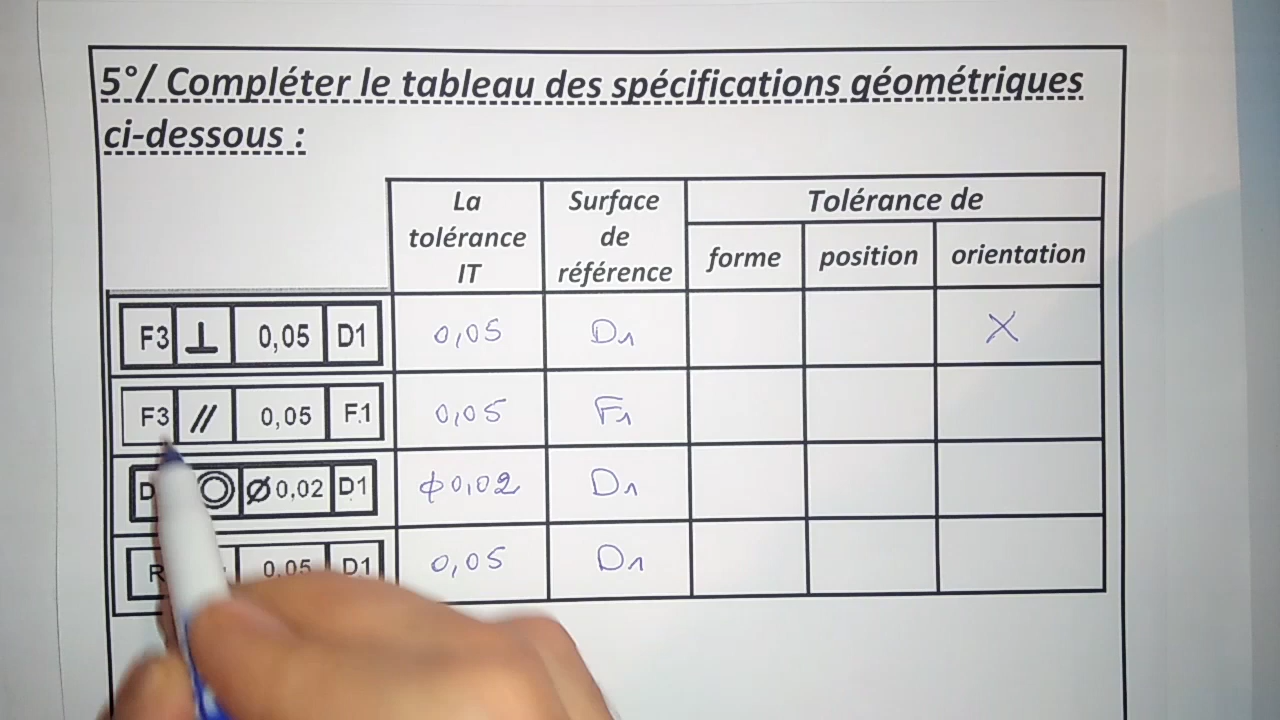 5°/ Compléter le tableau des spécifications géométriques
ci-dessous :
La tolérance IT
Surface de référence
Tolérance de
forme
position
orientation
F3 ⊥ 0,05 D1 0,05 D1 X
F3 // 0,05 F1 0,05 F1
D ◎ Ø0,02 D1 ϕ0,02 D1
R 0,05 D1 0,05 D1